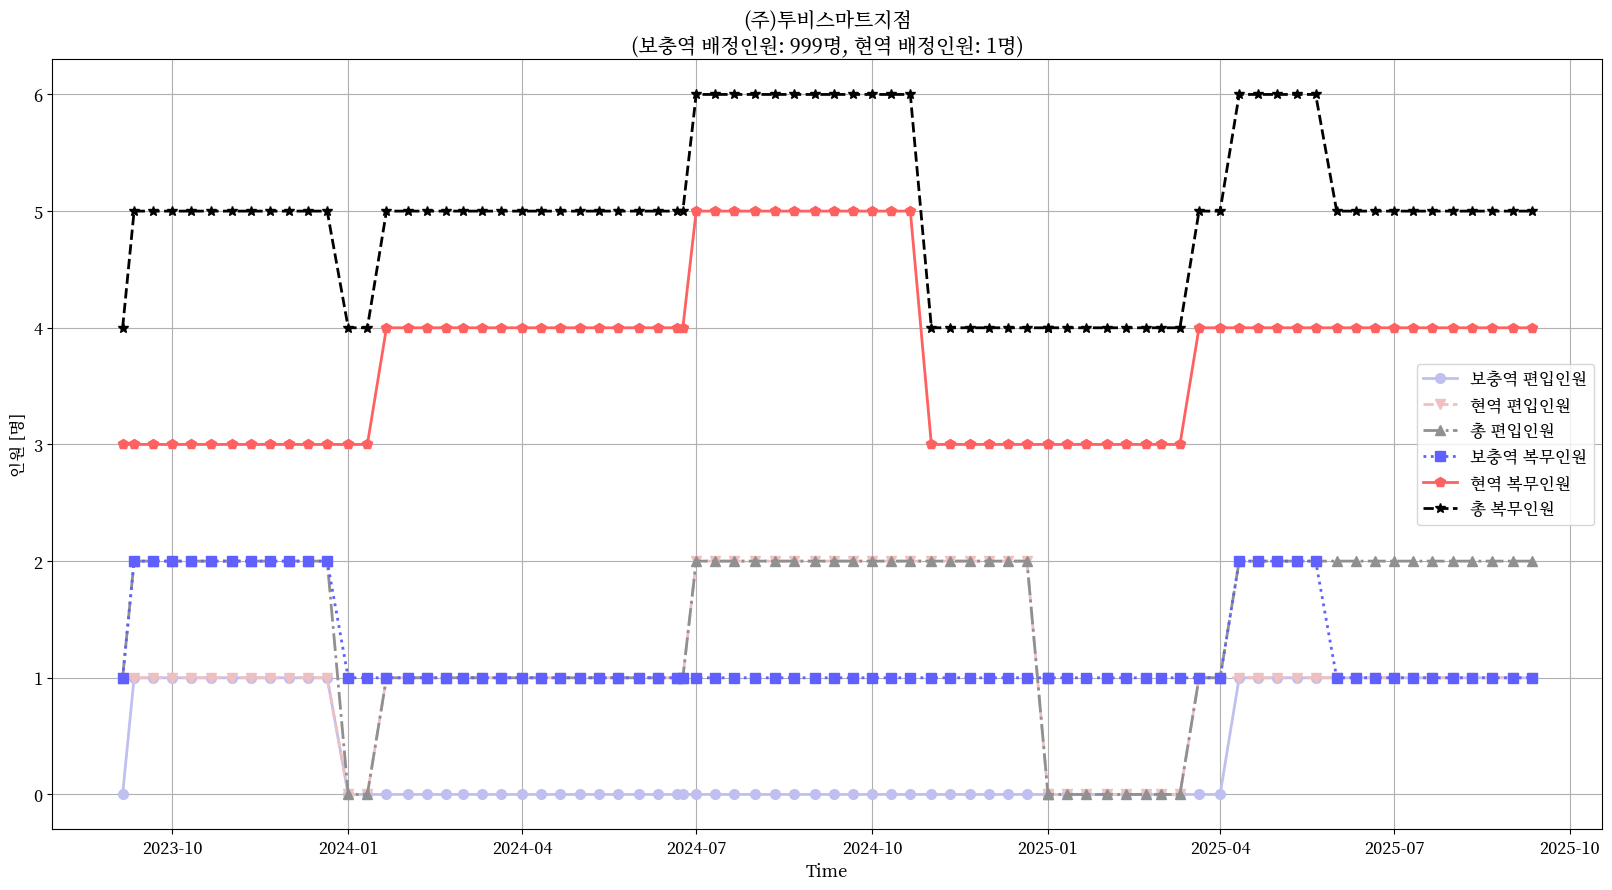 (주)투비스마트지점
(보충역 배정인원: 999명, 현역 배정인원: 1명)
인원 [명]
6
5
4
3
2
1
0
보충역 편입인원
현역 편입인원
총 편입인원
보충역 복무인원
현역 복무인원
총 복무인원
2023-10 2024-01 2024-04 2024-07 2024-10 2025-01 2025-04 2025-07 2025-10
Time